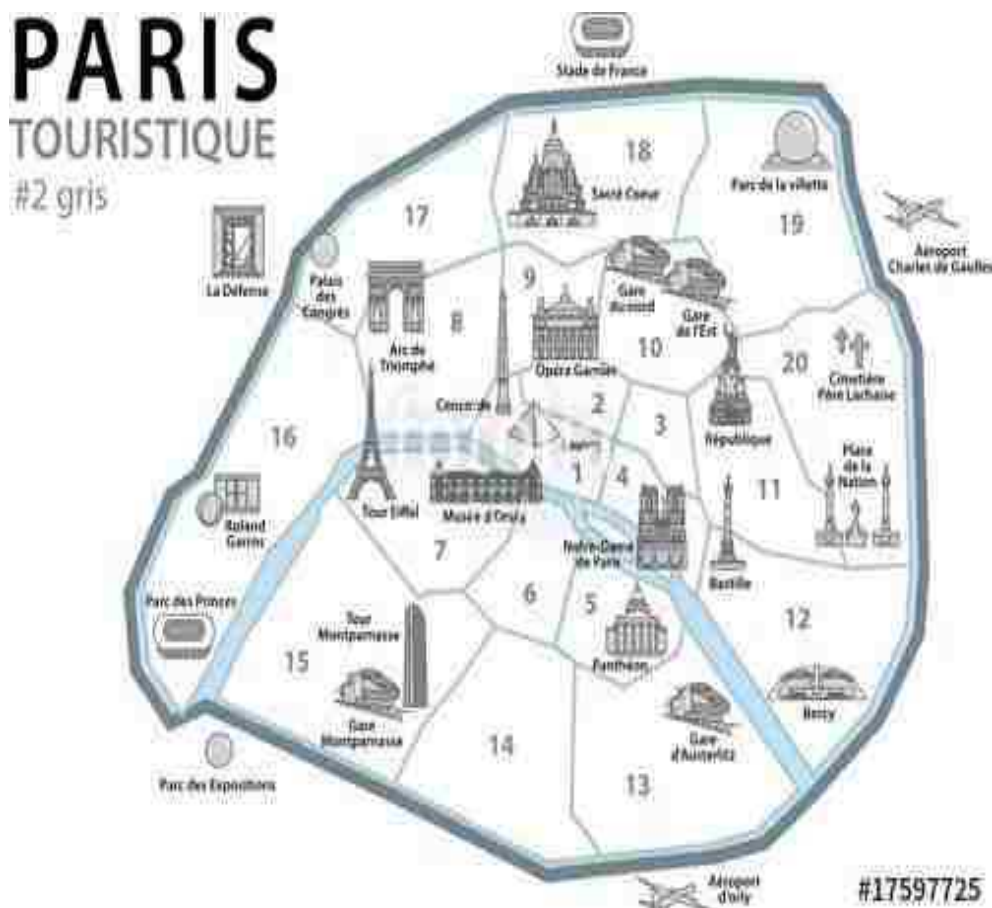 PARIS
TOURISTIQUE
#2 gris
Stade de France
18
Sacré Coeur
Parc de la villette
19
17
La Défense
Palais
des
Congrès
Aéroport
Charles de Gaulles
Arc de
Triomphe
8
9
Opéra Garnier
Gare
du nord
Gare
de l'Est
10
20
Cimetière
Père Lachaise
Concorde
2
3
République
16
1
4
11
Place
de la
Nation
Roland
Garros
Tour Eiffel
Musée d'Orsay
7
Notre-Dame
de Paris
Bastille
6
5
12
Parc des Princes
Tour
Montparnasse
15
Panthéon
Bercy
Gare
Montparnasse
14
Gare
d'Austerlitz
13
Parc des Expositions
Aéroport
d'orly
#17597725